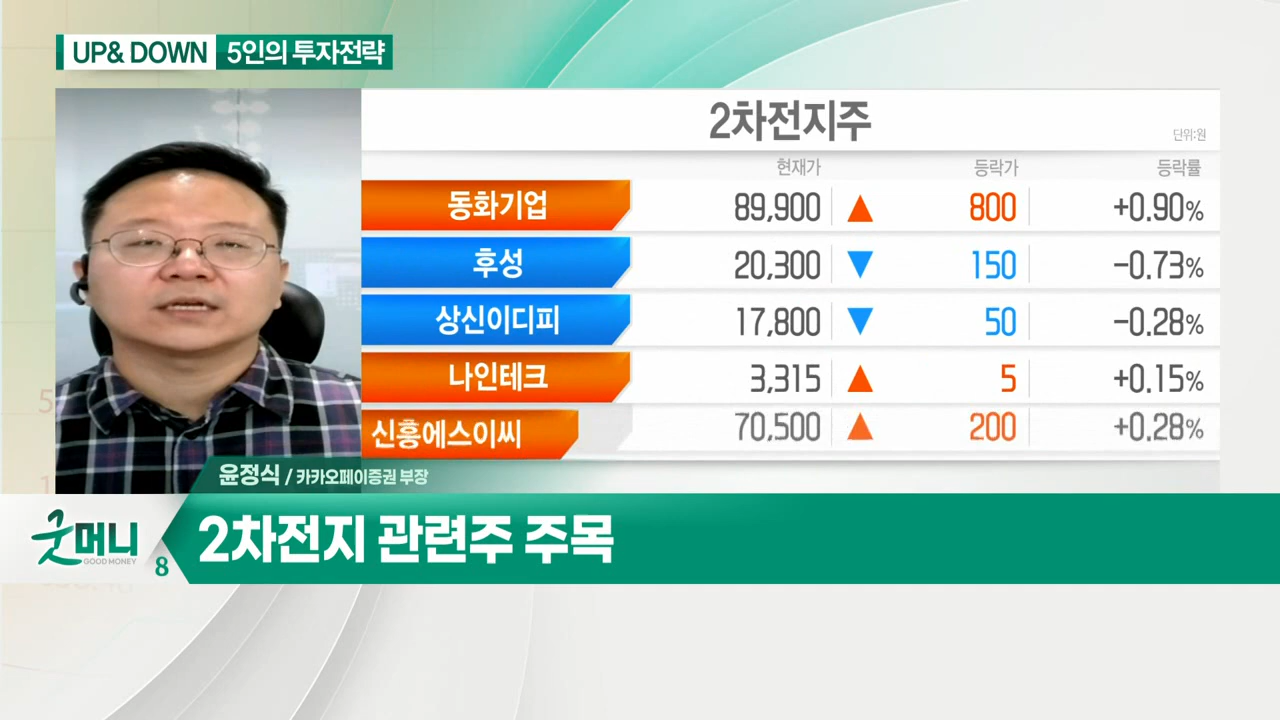 UP& DOWN 5인의 투자전략
2차전지주
단위:원
현재가 등락가 등락률
동화기업 89,900 ▲ 800 +0.90%
후성 20,300 ▼ 150 -0.73%
상신이디피 17,800 ▼ 50 -0.28%
나인테크 3,315 ▲ 5 +0.15%
신흥에스이씨 70,500 ▲ 200 +0.28%
윤정식 / 카카오페이증권 부장
굿머니
GOOD MONEY
8
2차전지 관련주 주목